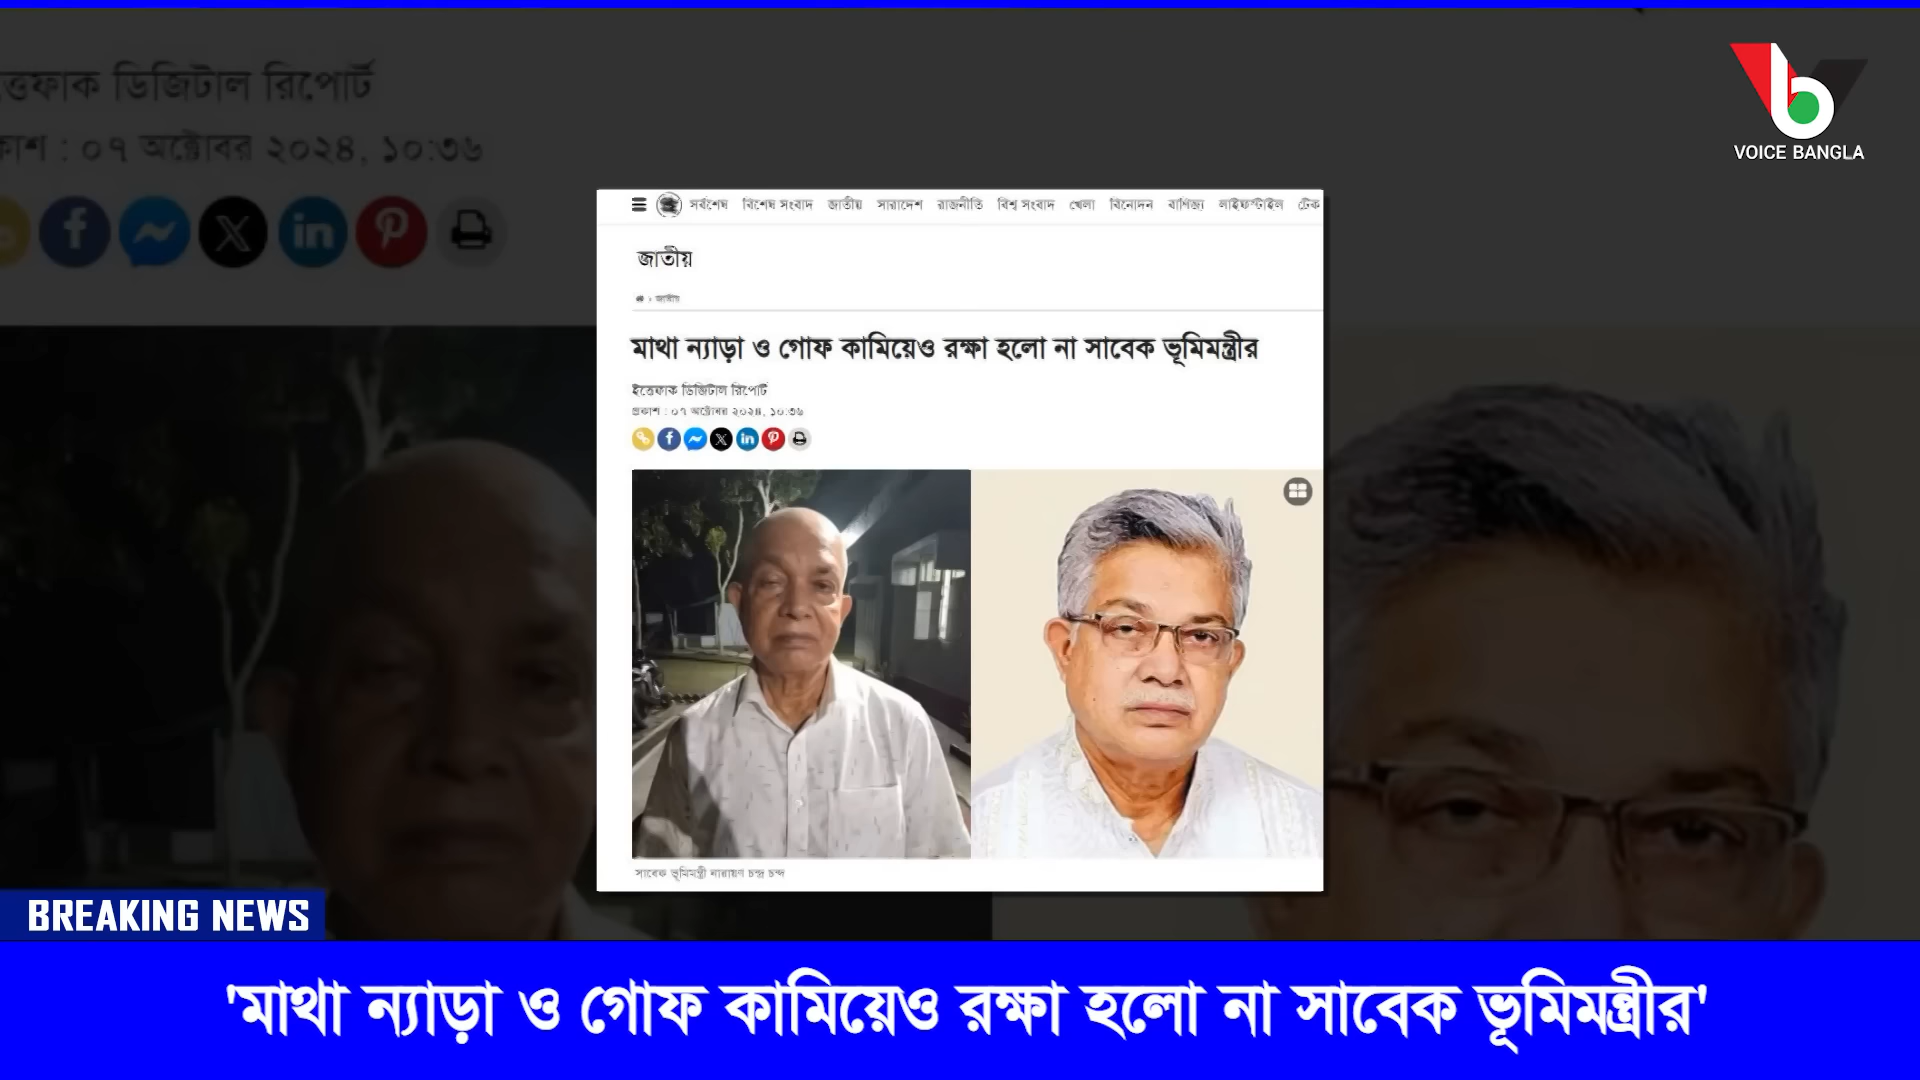 ত্তেফাক ডিজিটাল রিপোর্ট
কাশ : ০৭ অক্টোবর ২০২৪, ১০:৩৬
VOICE BANGLA
সর্বশেষ বিশেষ সংবাদ জাতীয় সারাদেশ রাজনীতি বিশ্ব সংবাদ খেলা বিনোদন বাণিজ্য লাইফস্টাইল টেক
জাতীয়
› জাতীয়
মাথা ন্যাড়া ও গোফ কামিয়েও রক্ষা হলো না সাবেক ভূমিমন্ত্রীর
ইত্তেফাক ডিজিটাল রিপোর্ট
প্রকাশ : ০৭ অক্টোবর ২০২৪, ১০:৩৬
সাবেক ভূমিমন্ত্রী নারায়ণ চন্দ্র চন্দ
BREAKING NEWS
'মাথা ন্যাড়া ও গোফ কামিয়েও রক্ষা হলো না সাবেক ভূমিমন্ত্রীর'